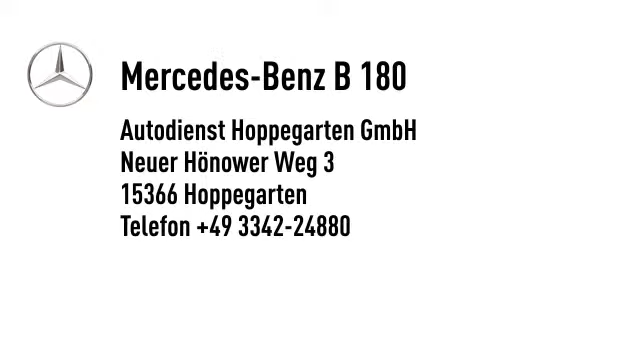 Mercedes-Benz B 180
Autodienst Hoppegarten GmbH
Neuer Hönower Weg 3
15366 Hoppegarten
Telefon +49 3342-24880